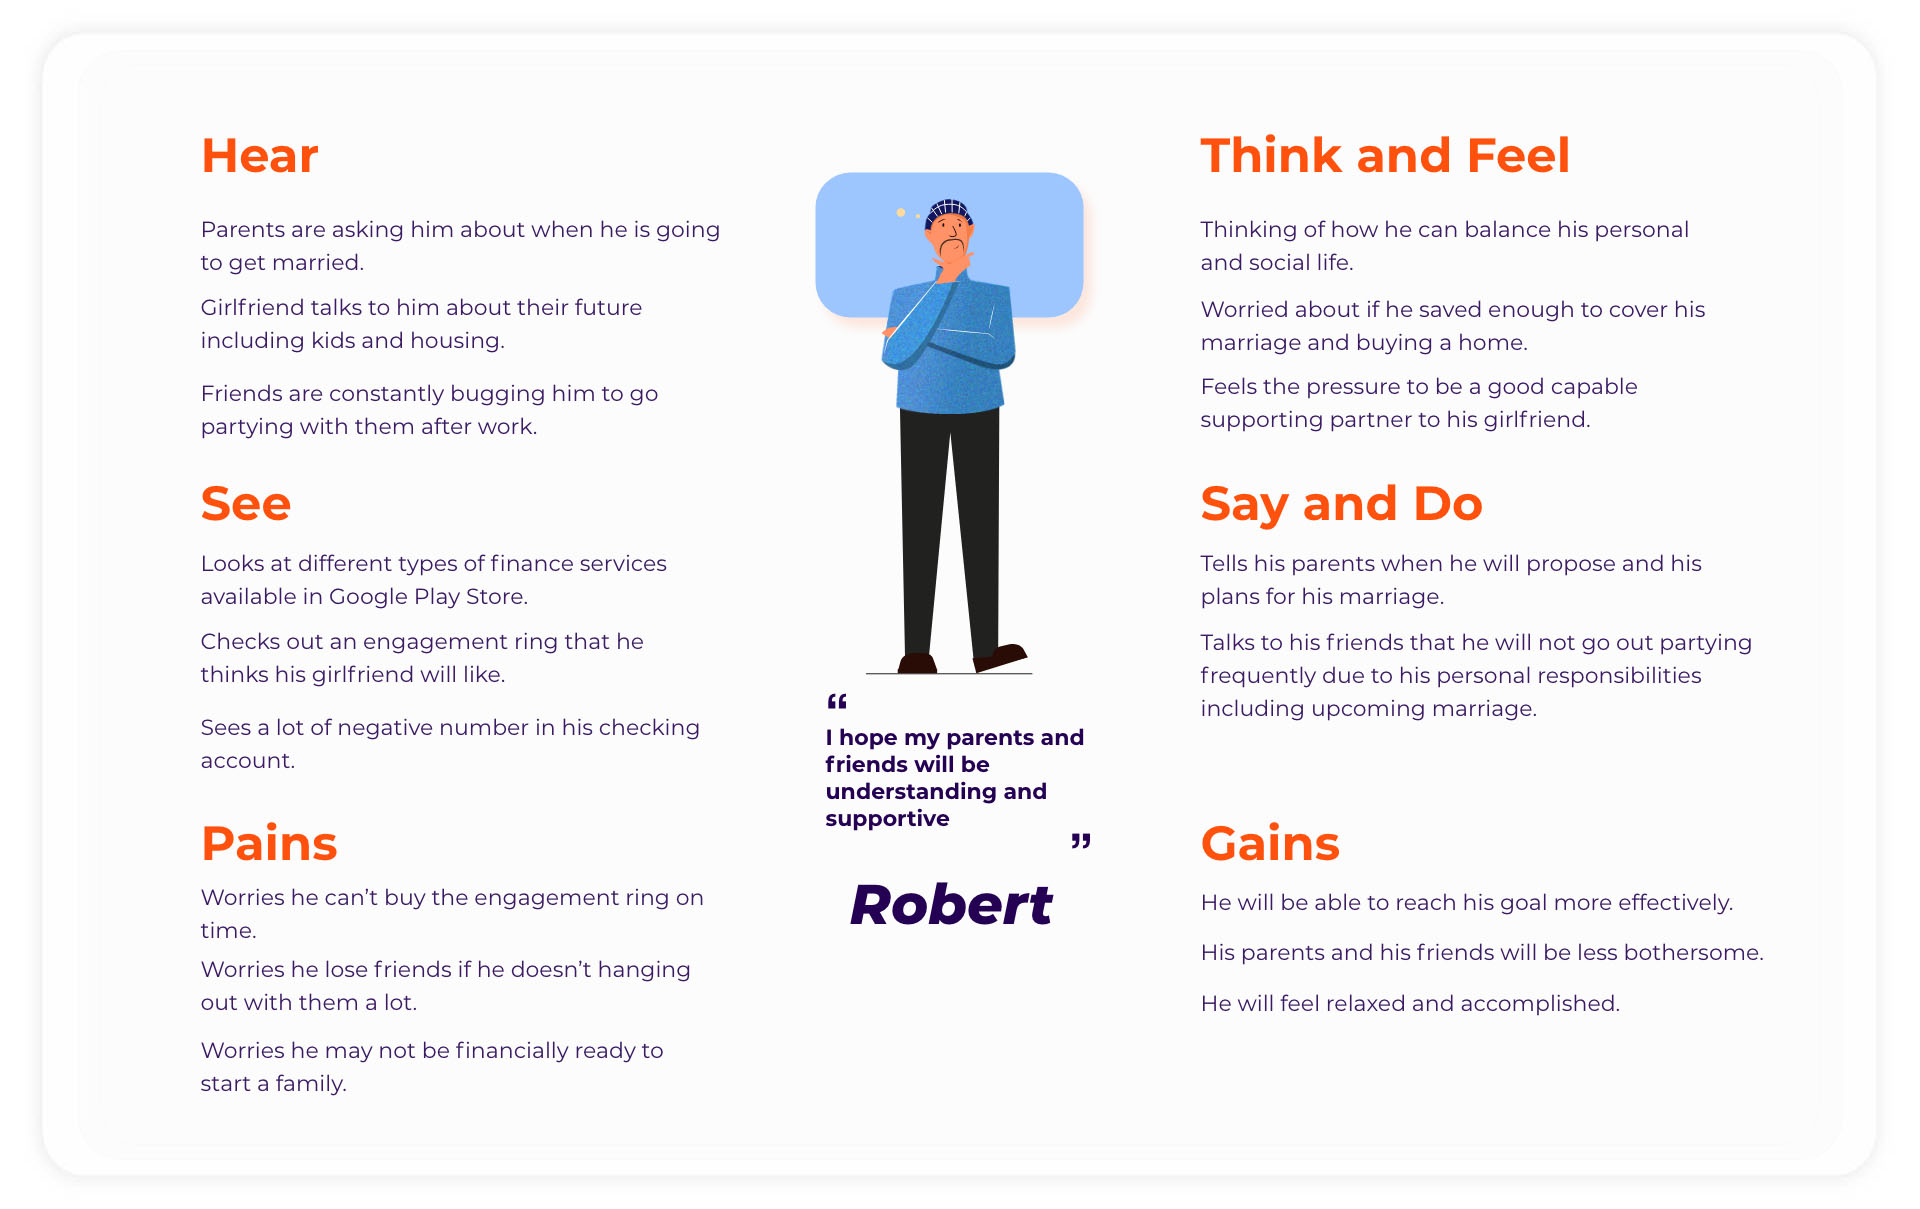 Hear
Parents are asking him about when he is going
to get married.
Girlfriend talks to him about their future
including kids and housing.
Friends are constantly bugging him to go
partying with them after work.
See
Looks at different types of finance services
available in Google Play Store.
Checks out an engagement ring that he
thinks his girlfriend will like.
Sees a lot of negative number in his checking
account.
Pains
Worries he can’t buy the engagement ring on
time.
Worries he lose friends if he doesn’t hanging
out with them a lot.
Worries he may not be financially ready to
start a family.
“
I hope my parents and
friends will be
understanding and
supportive
”
Robert
Think and Feel
Thinking of how he can balance his personal
and social life.
Worried about if he saved enough to cover his
marriage and buying a home.
Feels the pressure to be a good capable
supporting partner to his girlfriend.
Say and Do
Tells his parents when he will propose and his
plans for his marriage.
Talks to his friends that he will not go out partying
frequently due to his personal responsibilities
including upcoming marriage.
Gains
He will be able to reach his goal more effectively.
His parents and his friends will be less bothersome.
He will feel relaxed and accomplished.